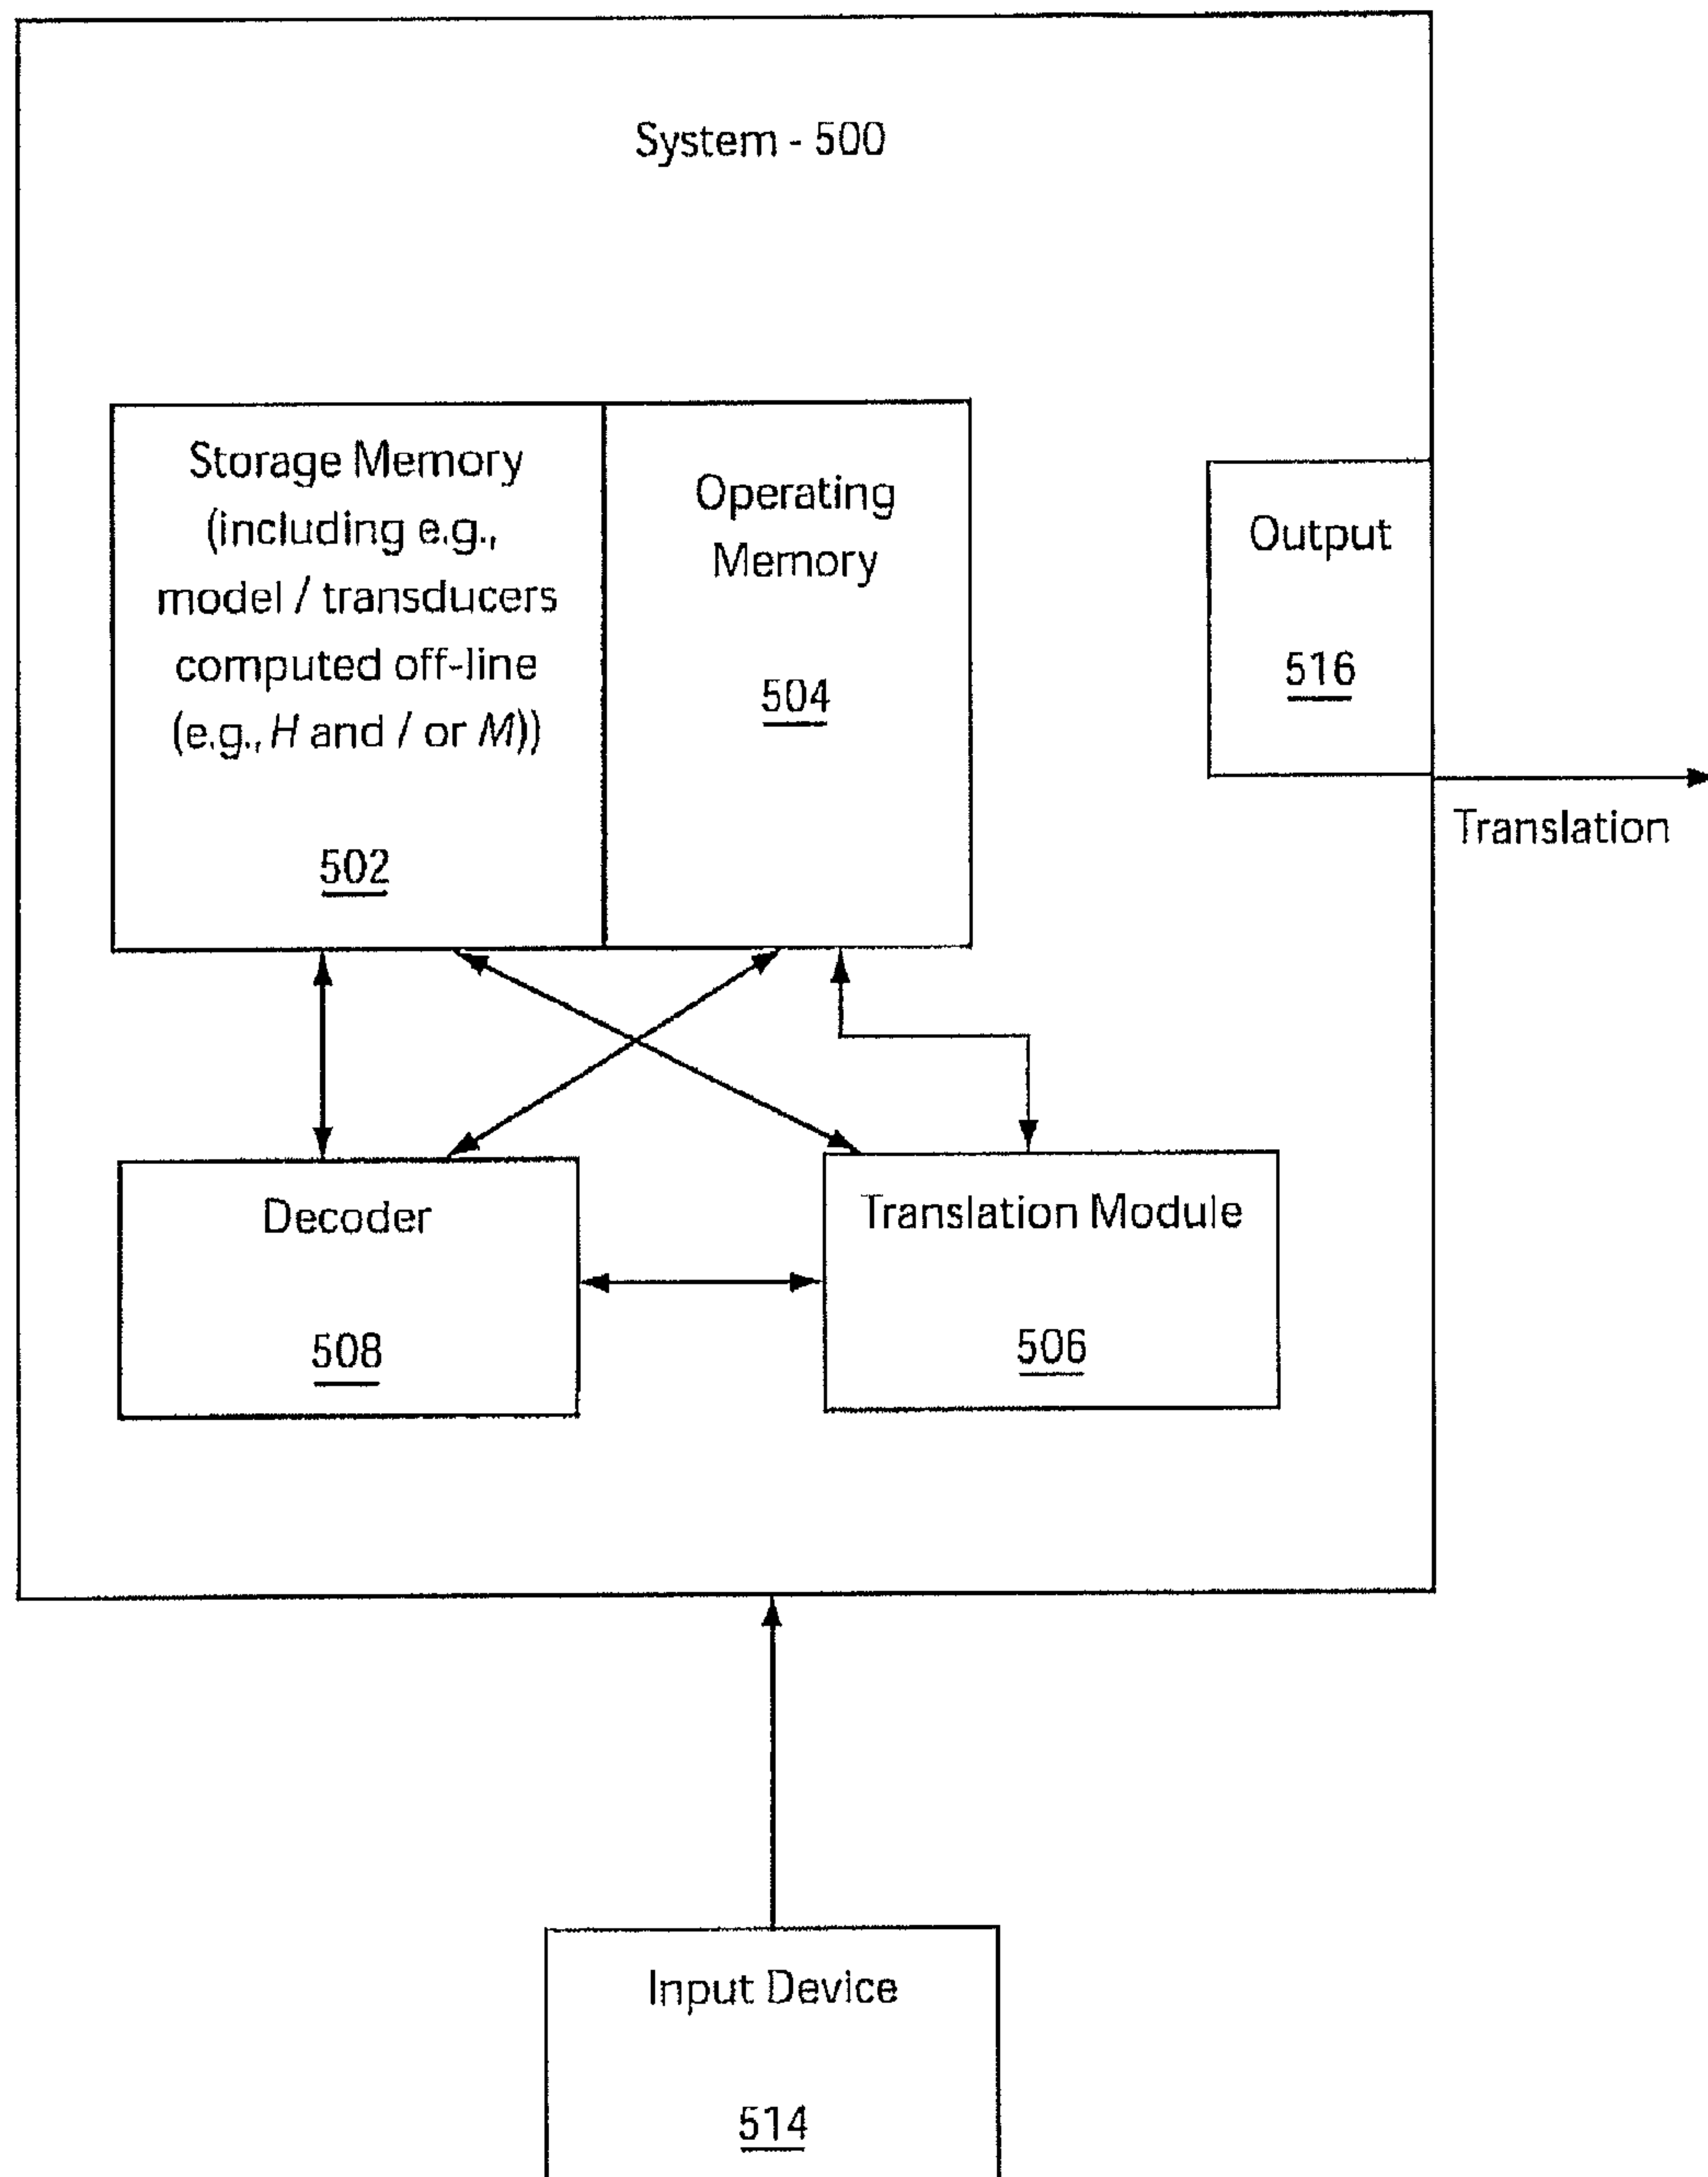 System - 500
Storage Memory
(including e.g.,
model / transducers
computed off-line
(e.g., H and / or M))
502
Operating
Memory
504
Output
516
Translation
Decoder
508
Translation Module
506
Input Device
514